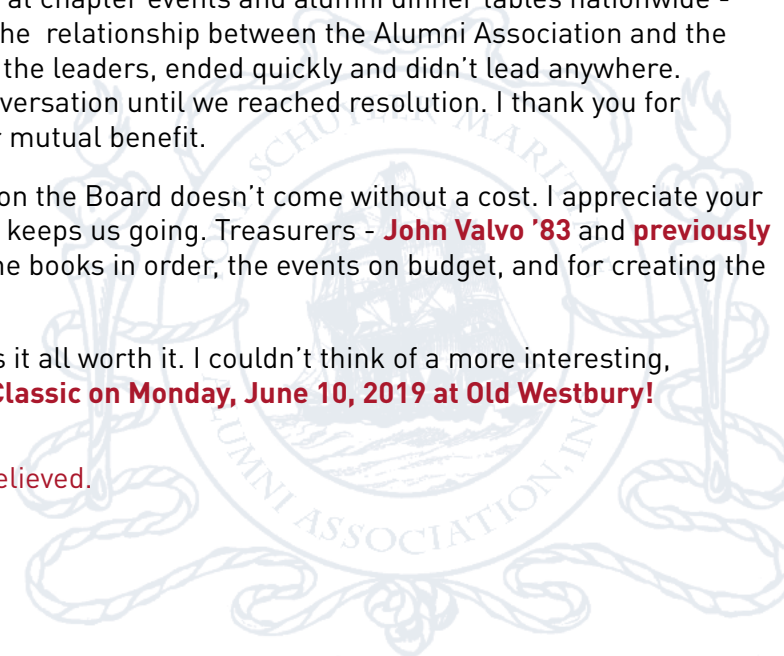 at chapter events and alumni dinner tables nationwide -
he relationship between the Alumni Association and the
the leaders, ended quickly and didn't lead anywhere.
versation until we reached resolution. I thank you for
r mutual benefit.
on the Board doesn't come without a cost. I appreciate your
keeps us going. Treasurers - John Valvo ’83 and previously
he books in order, the events on budget, and for creating the
s it all worth it. I couldn’t think of a more interesting,
Classic on Monday, June 10, 2019 at Old Westbury!
elieved.
SCHUYLER MARITI
ALUMNI ASSOCIATION, INC